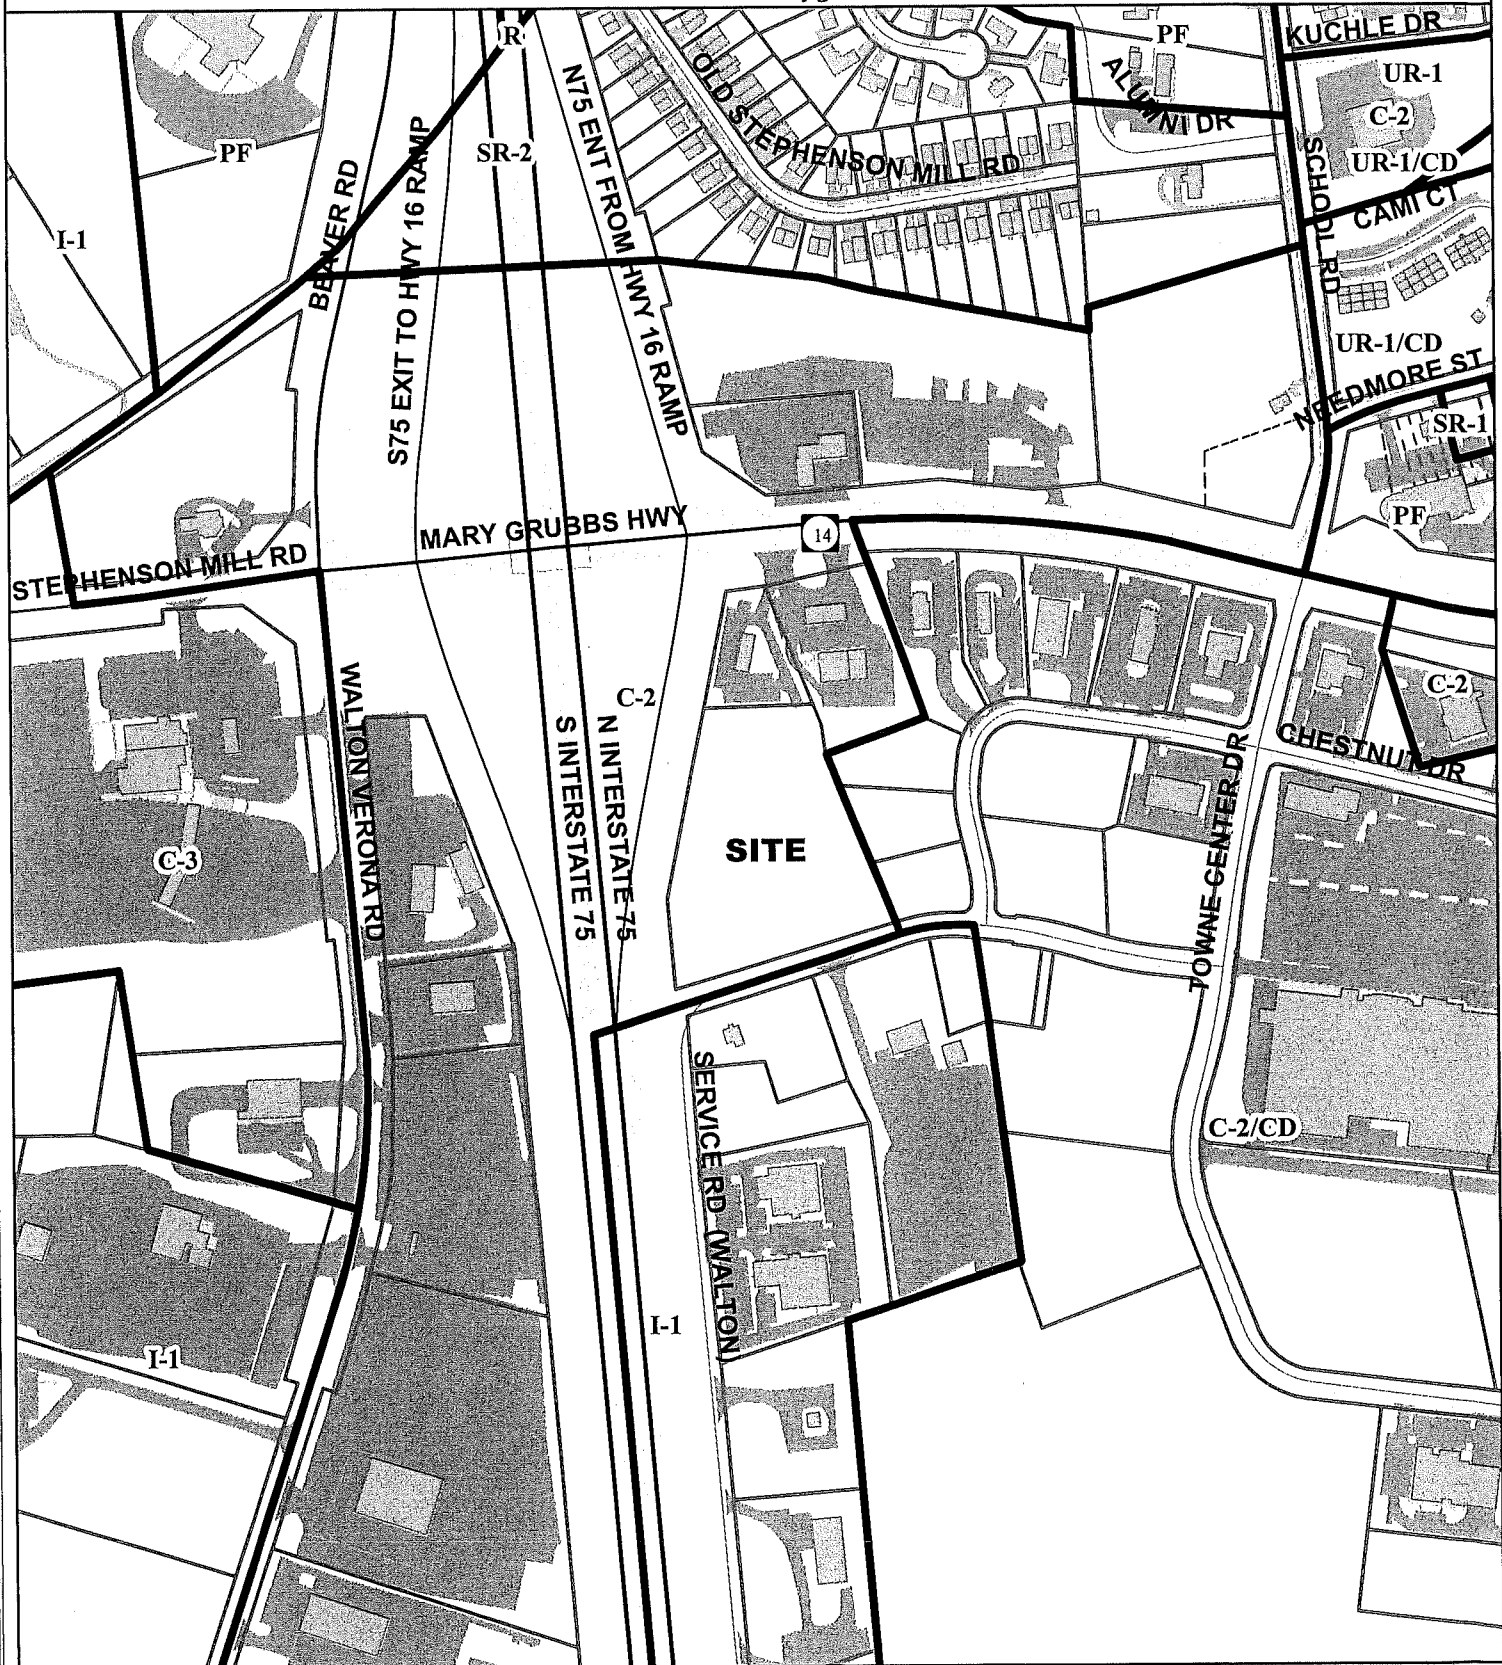 R
PF
KUCHLE DR
UR-1
C-2
ALUMNI DR
OLD STEPHENSON MILL RD
N75 ENT FROM HWY 16 RAMP
SR-2
PF
BEAVER RD
S75 EXIT TO HWY 16 RAMP
SCHOOL RD
UR-1/CD
CAMI CT
I-1
UR-1/CD
NEEDMORE ST
SR-1
PF
MARY GRUBBS HWY
14
STEPHENSON MILL RD
WALTON VERONA RD
C-2
S INTERSTATE 75
N INTERSTATE 75
C-2
CHESTNUT DR
TOWNE CENTER DR
SITE
C-3
SERVICE RD (WALTON)
C-2/CD
I-1
I-1